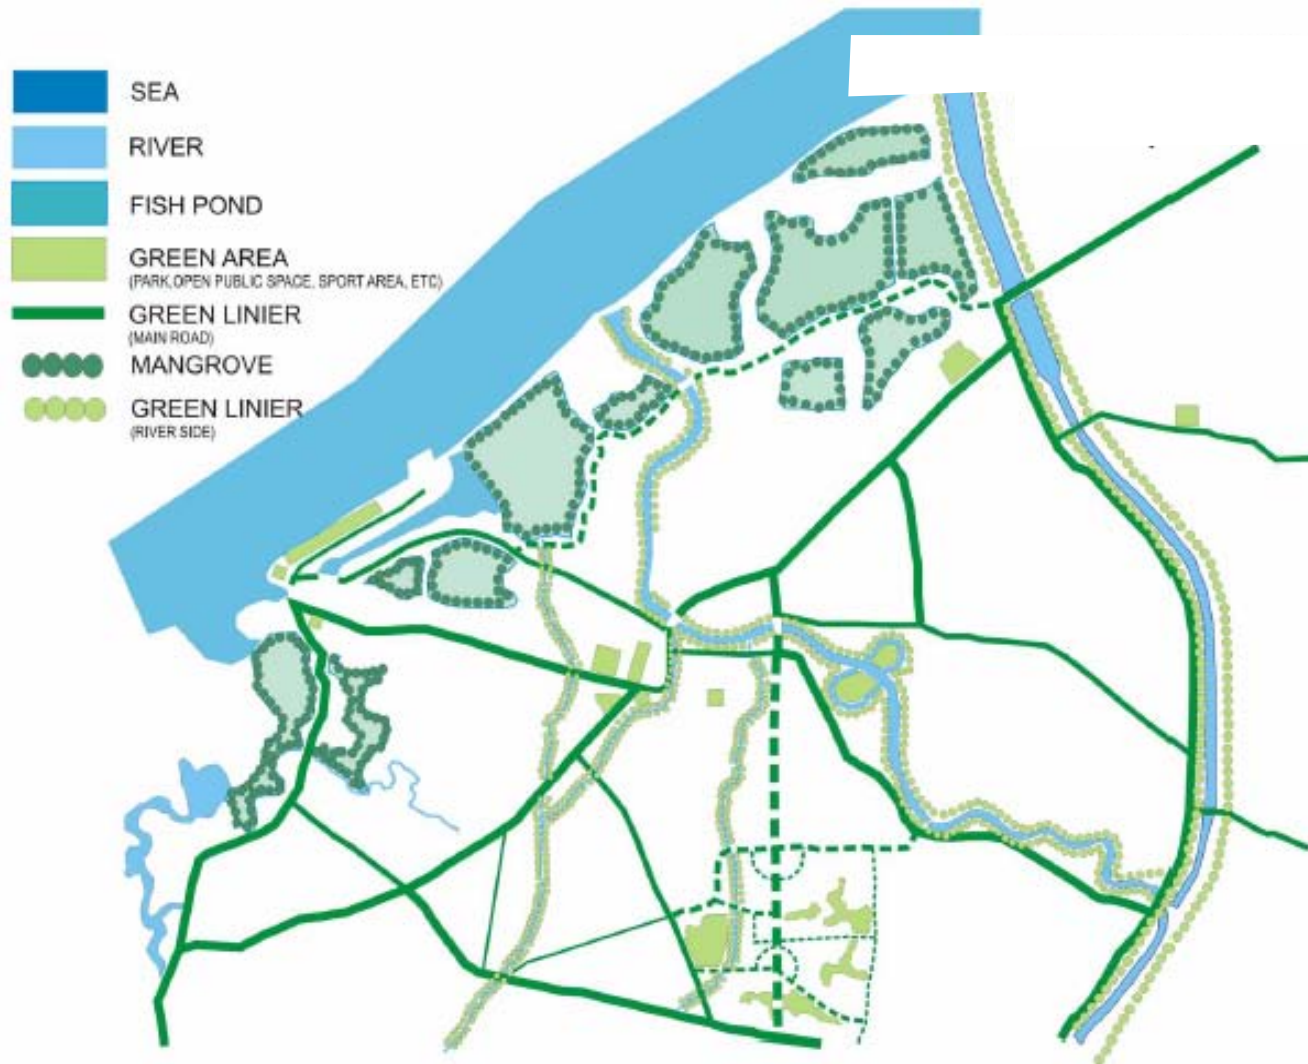 SEA
RIVER
FISH POND
GREEN AREA
(PARK,OPEN PUBLIC SPACE, SPORT AREA, ETC)
GREEN LINIER
(MAIN ROAD)
MANGROVE
GREEN LINIER
(RIVER SIDE)